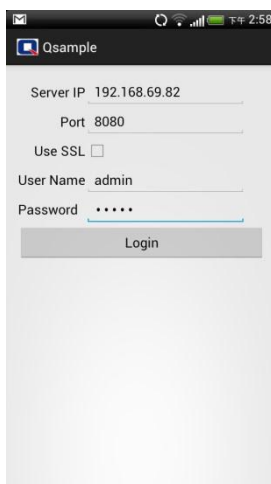 下午 2:58
Qsample
Server IP 192.168.69.82
Port 8080
Use SSL
User Name admin
Password •••••
Login